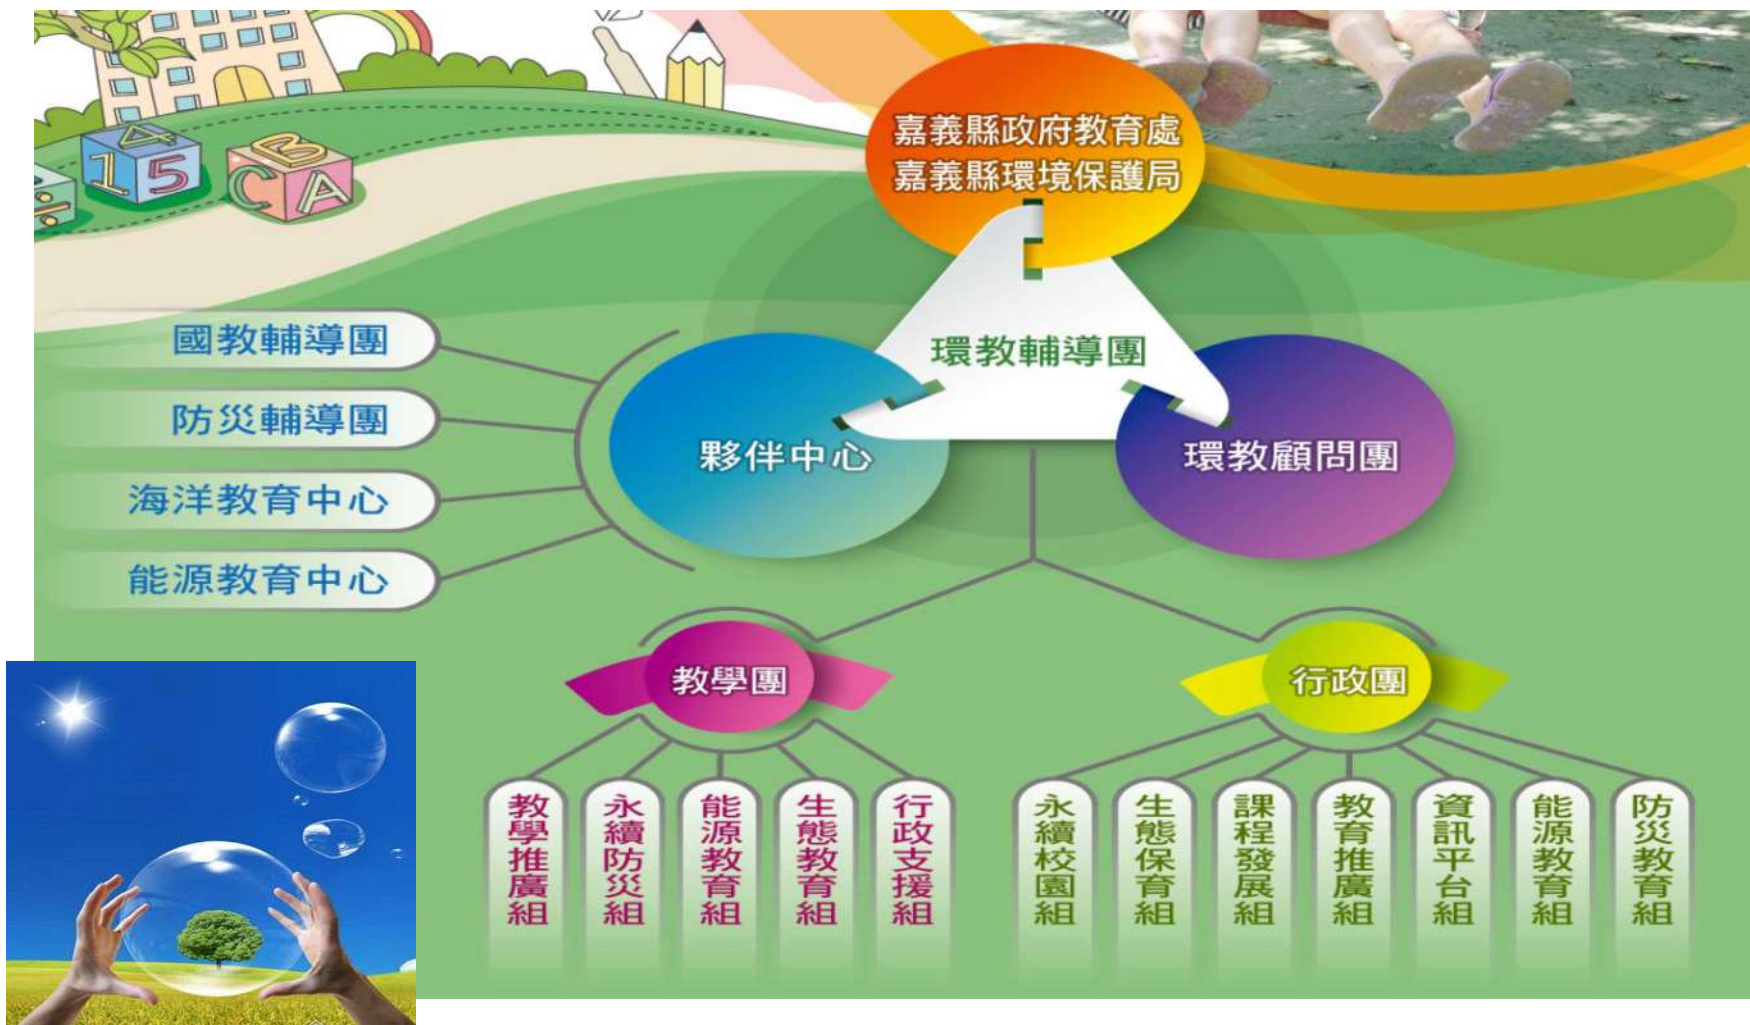 嘉義縣政府教育處
嘉義縣環境保護局
環教輔導團
夥伴中心
環教顧問團
國教輔導團
防災輔導團
海洋教育中心
能源教育中心
教學團
行政團
教學推廣組
永續防災組
能源教育組
生態教育組
行政支援組
永續校園組
生態保育組
課程發展組
教育推廣組
資訊平台組
能源教育組
防災教育組
4
15
B
CA
÷